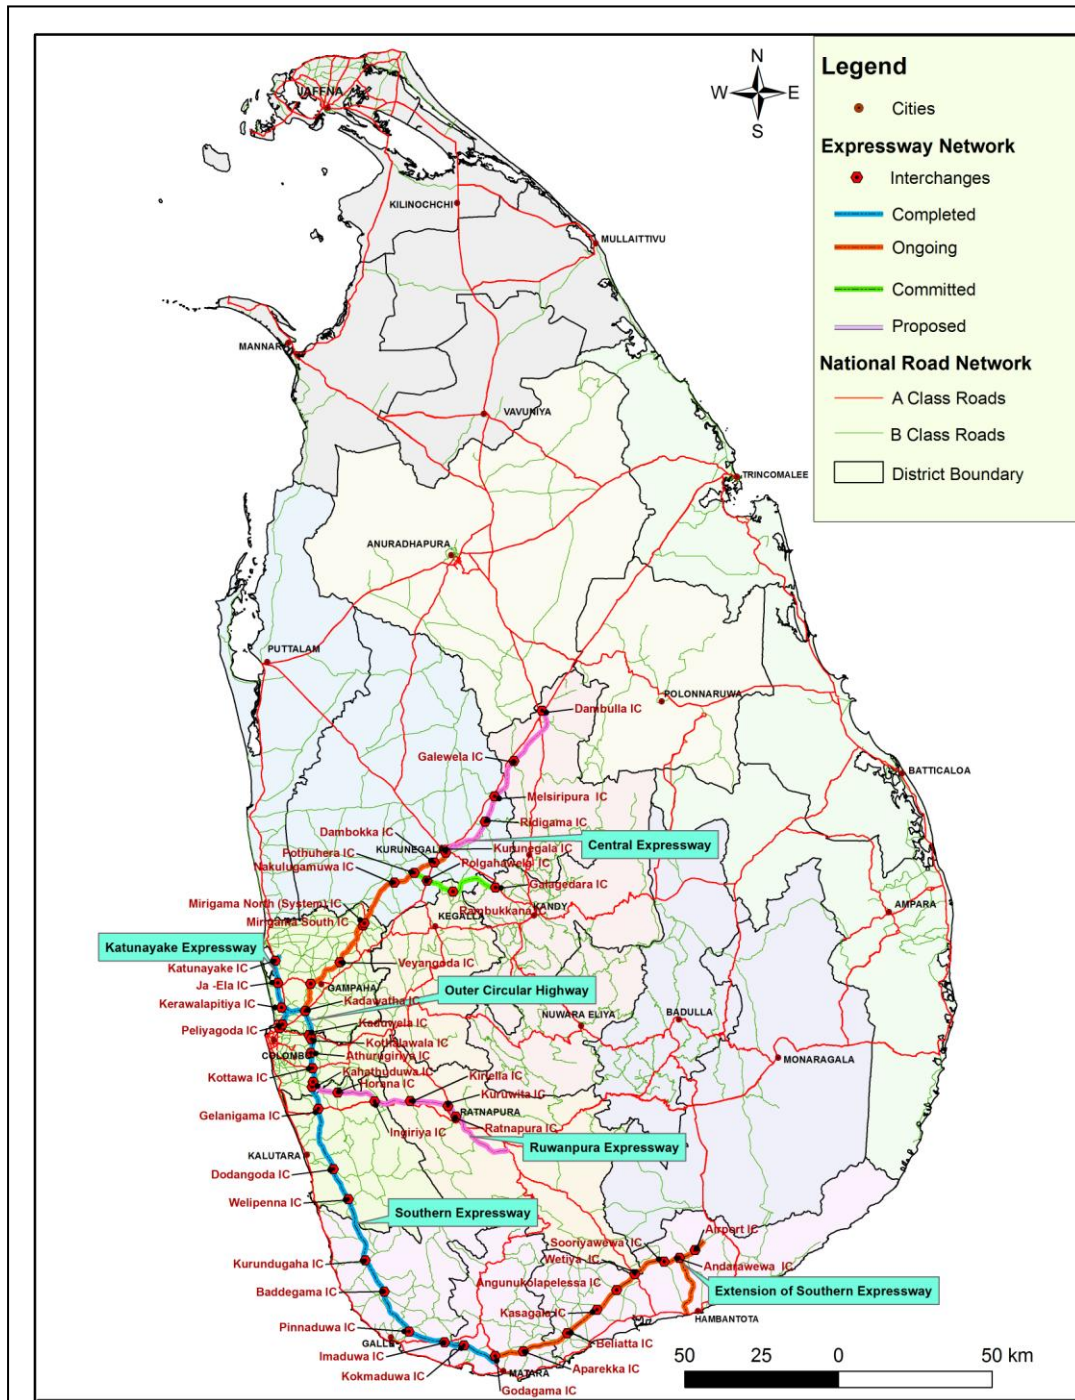 N
W E
S
Legend
Cities
Expressway Network
Interchanges
Completed
Ongoing
Committed
Proposed
National Road Network
A Class Roads
B Class Roads
District Boundary
JAFFNA
KILINOCHCHI
MULLAITTIVU
MANNAR
VAVUNIYA
TRINCOMALEE
ANURADHAPURA
PUTTALAM
POLONNARUWA
Dambulla IC
Galewela IC
BATTICALOA
Melsiripura IC
Ridigama IC
Dambokka IC
KURUNEGALA
Kurunegala IC
Central Expressway
Pothuhera IC
Polgahawela IC
Nakulugamuwa IC
Galagedara IC
Mirigama North (System) IC
Rambukkana IC
KANDY
AMPARA
Mirigama South IC
KEGALLA
Katunayake Expressway
Katunayake IC
Veyangoda IC
Ja -Ela IC
GAMPAHA
Outer Circular Highway
Kerawalapitiya IC
Kadawatha IC
NUWARA ELIYA
BADULLA
Peliyagoda IC
Kaduwela IC
Kothalawala IC
COLOMBO
Athurugiriya IC
MONARAGALA
Kottawa IC
Kahathuduwa IC
Horana IC
Kiriella IC
Kuruwita IC
Gelanigama IC
RATNAPURA
Ingiriya IC
Ratnapura IC
Ruwanpura Expressway
KALUTARA
Dodangoda IC
Welipenna IC
Southern Expressway
Airport IC
Sooriyawewa IC
Kurundugaha IC
Wetiya IC
Andarawewa IC
Angunukolapelessa IC
Baddegama IC
Extension of Southern Expressway
Kasagala IC
HAMBANTOTA
Pinnaduwa IC
GALLE
Beliatta IC
Imaduwa IC
Aparekka IC
Kokmaduwa IC
MATARA
Godagama IC
50 25 0 50 km